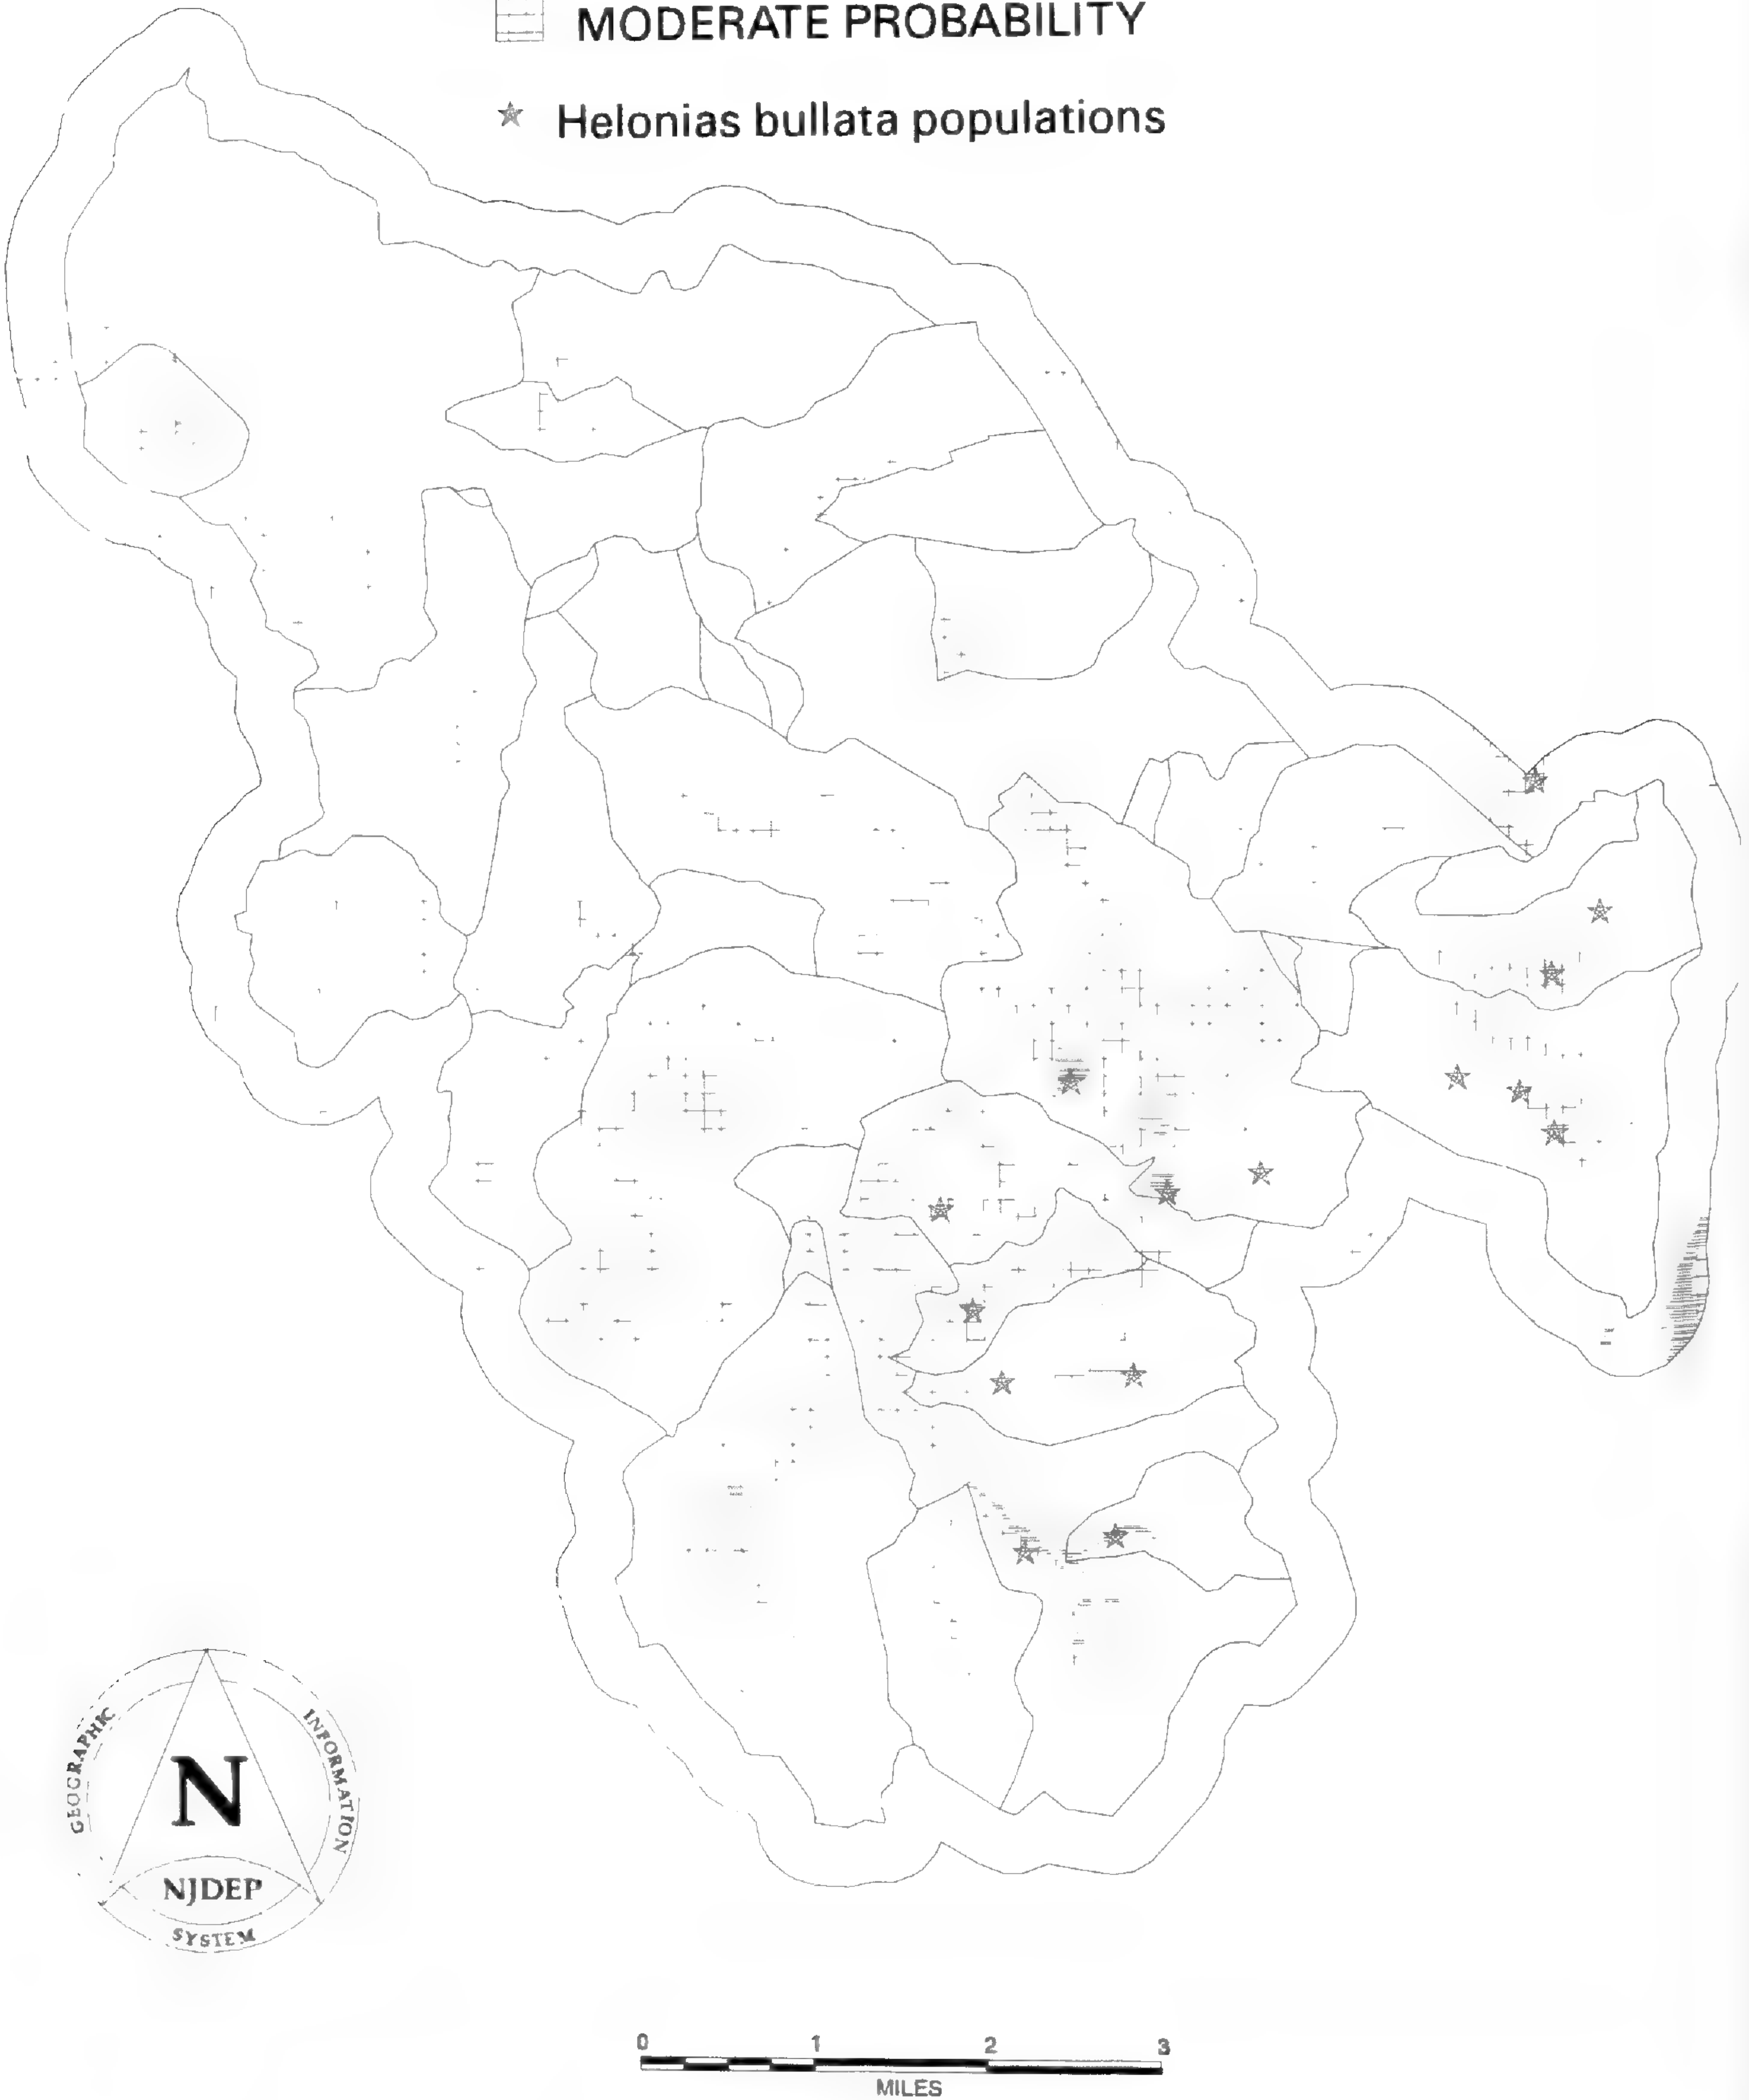 MODERATE PROBABILITY
Helonias bullata populations
GEOGRAPHIC
INFORMATION
N
NJDEP
SYSTEM
0 1 2 3
MILES